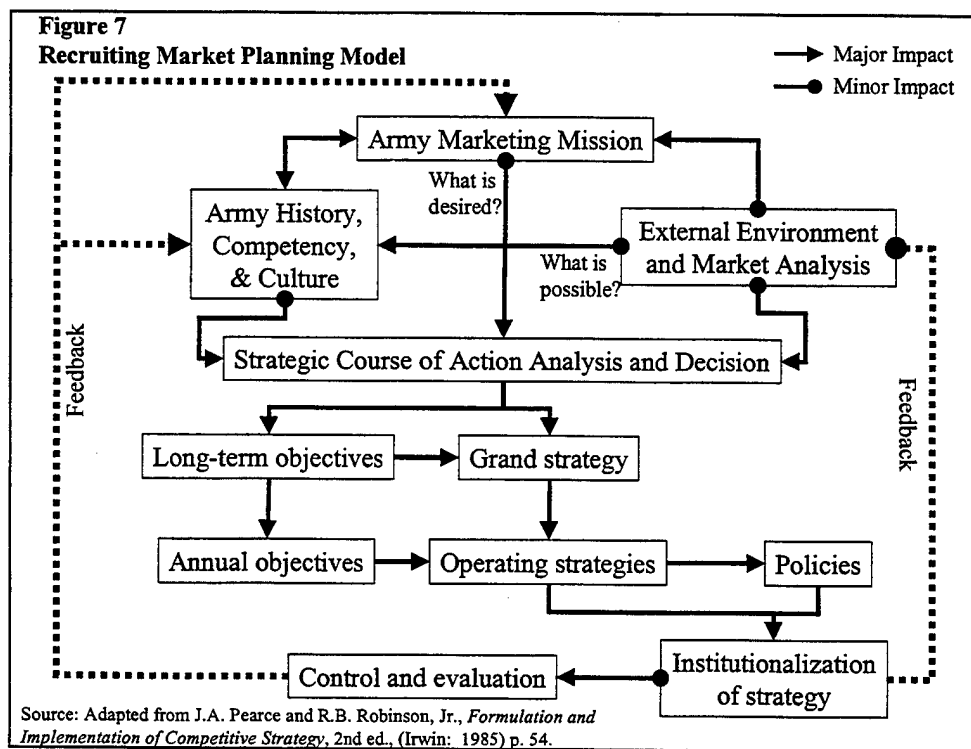 Figure 7
Recruiting Market Planning Model
Major Impact
Minor Impact
Army Marketing Mission
What is
desired?
Army History,
Competency,
& Culture
External Environment
and Market Analysis
What is
possible?
Strategic Course of Action Analysis and Decision
Feedback
Feedback
Long-term objectives
Grand strategy
Annual objectives
Operating strategies
Policies
Control and evaluation
Institutionalization
of strategy
Source: Adapted from J.A. Pearce and R.B. Robinson, Jr., Formulation and
Implementation of Competitive Strategy, 2nd ed., (Irwin: 1985) p. 54.